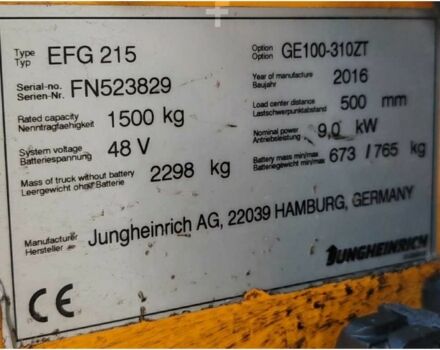 Type
Typ EFG 215
Option
Option GE100-310ZT
Serial-no.
Serien-Nr. FN523829
Year of manufacture
Baujahr 2016
Rated capacity
Nenntragfaehigkeit 1500 kg
Load center distance
Lastschwerpunktabstand 500 mm
System voltage
Batteriespannung 48 V
Nominal power
Antriebsleistung 9,0 kW
Mass of truck without battery
Leergewicht ohne Batterie 2298 kg
Battery mass min/max
Batteriegewicht min/max 673 / 765 kg
Manufacturer
Hersteller Jungheinrich AG, 22039 HAMBURG, GERMANY
JUNGHEINRICH
CE